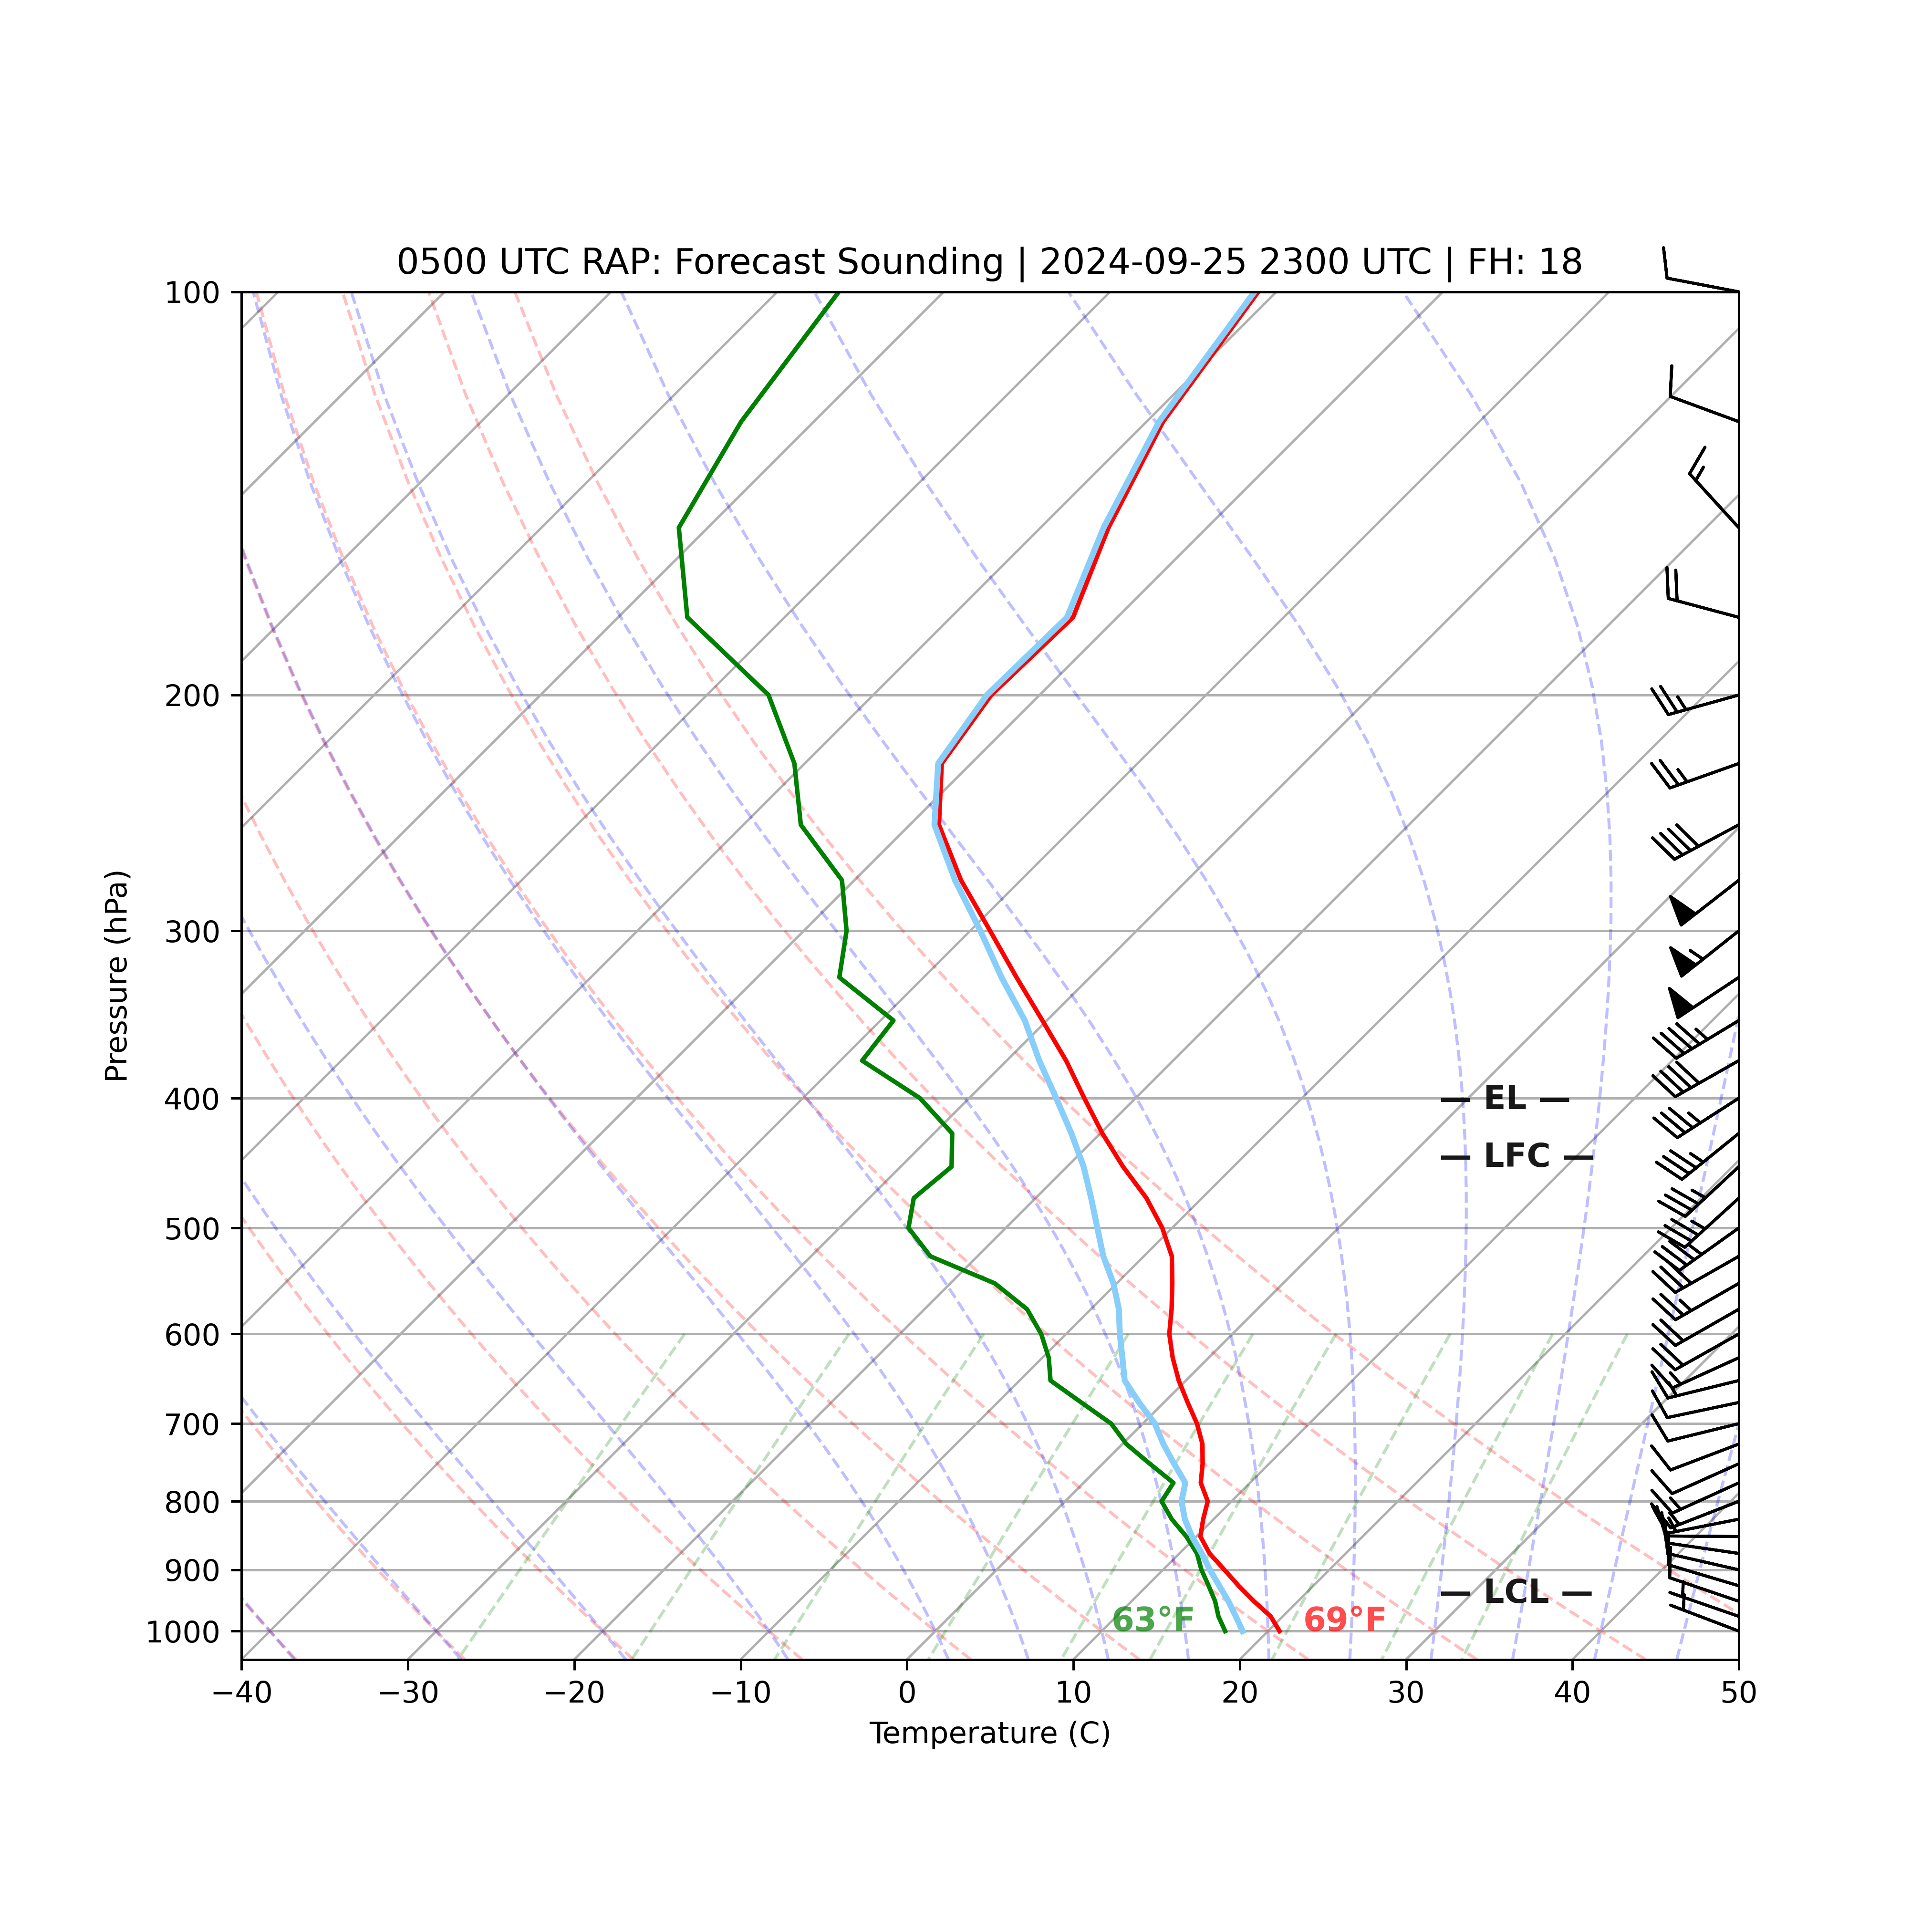 0500 UTC RAP: Forecast Sounding | 2024-09-25 2300 UTC | FH: 18
100
200
300
— EL —
400
— LFC —
500
600
700
800
900
— LCL —
63°F 69°F
1000
Pressure (hPa)
−40 −30 −20 −10 0 10 20 30 40 50
Temperature (C)